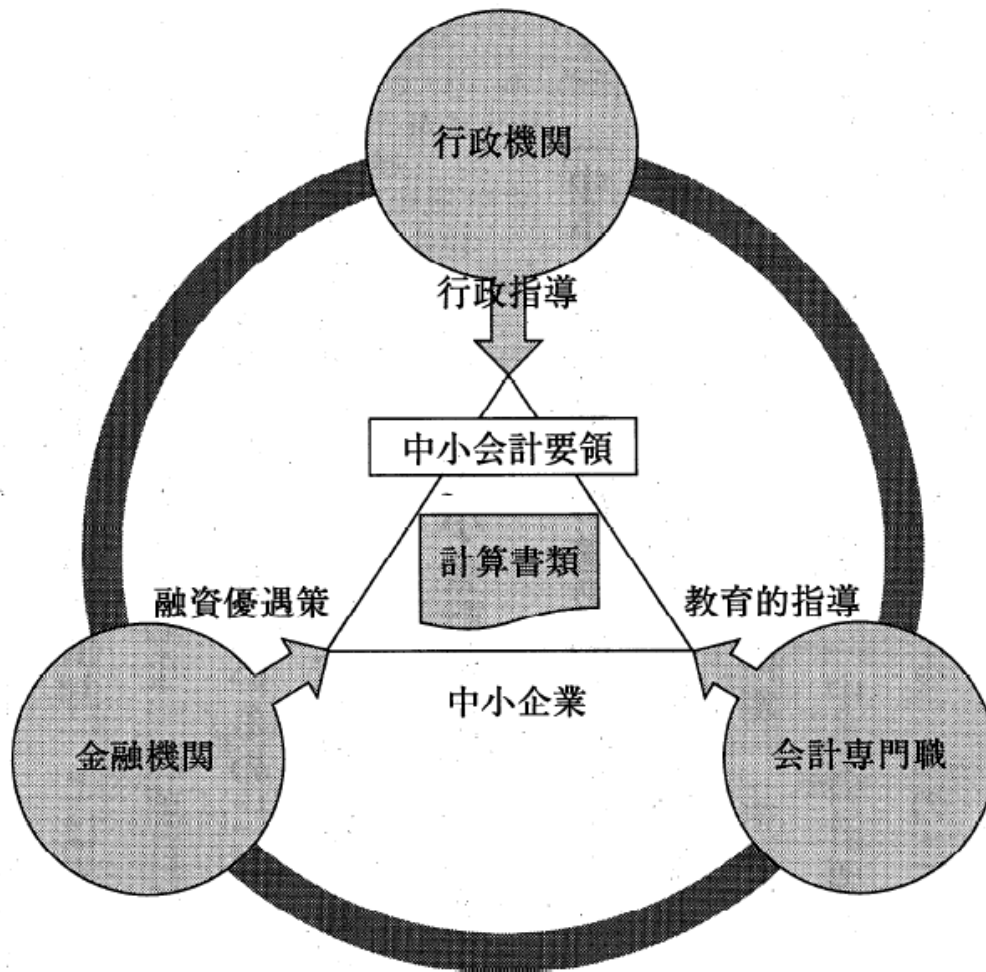 行政機関
行政指導
中小会計要領
計算書類
融資優遇策
教育的指導
中小企業
金融機関
会計専門職